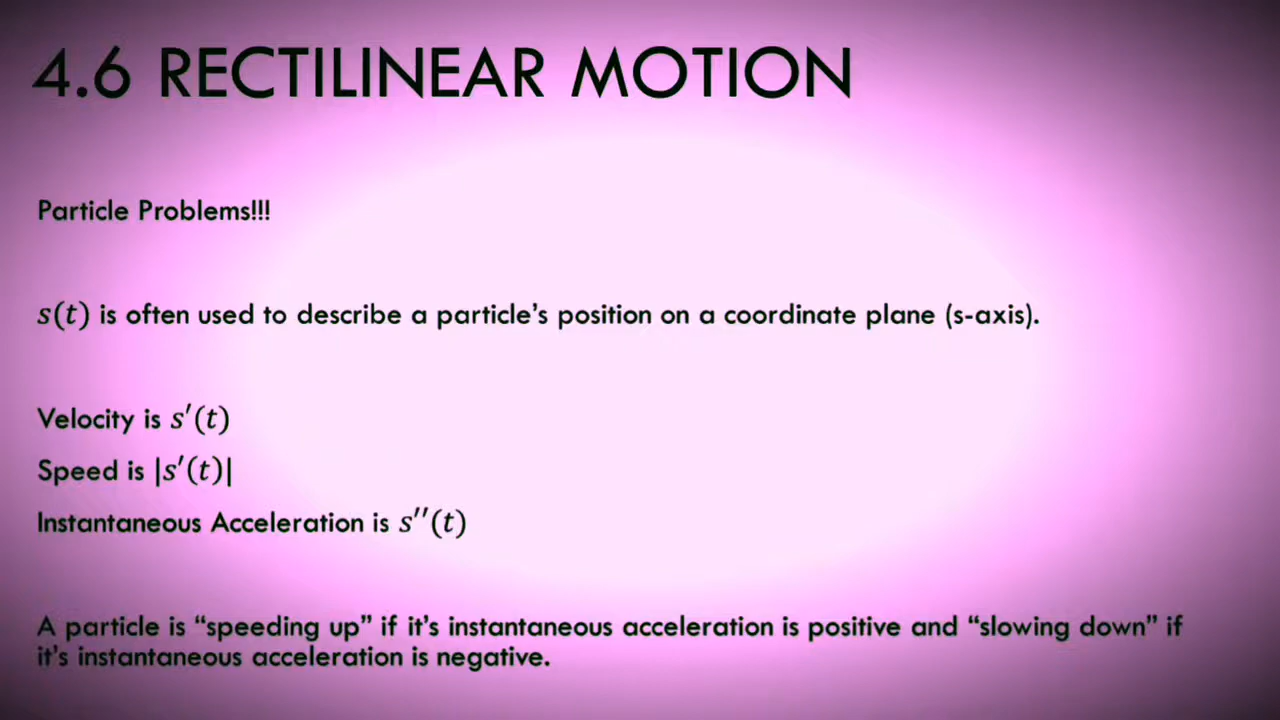 4.6 RECTILINEAR MOTION
Particle Problems!!!
s(t) is often used to describe a particle’s position on a coordinate plane (s-axis).
Velocity is s′(t)
Speed is |s′(t)|
Instantaneous Acceleration is s′′(t)
A particle is “speeding up” if it’s instantaneous acceleration is positive and “slowing down” if
it’s instantaneous acceleration is negative.